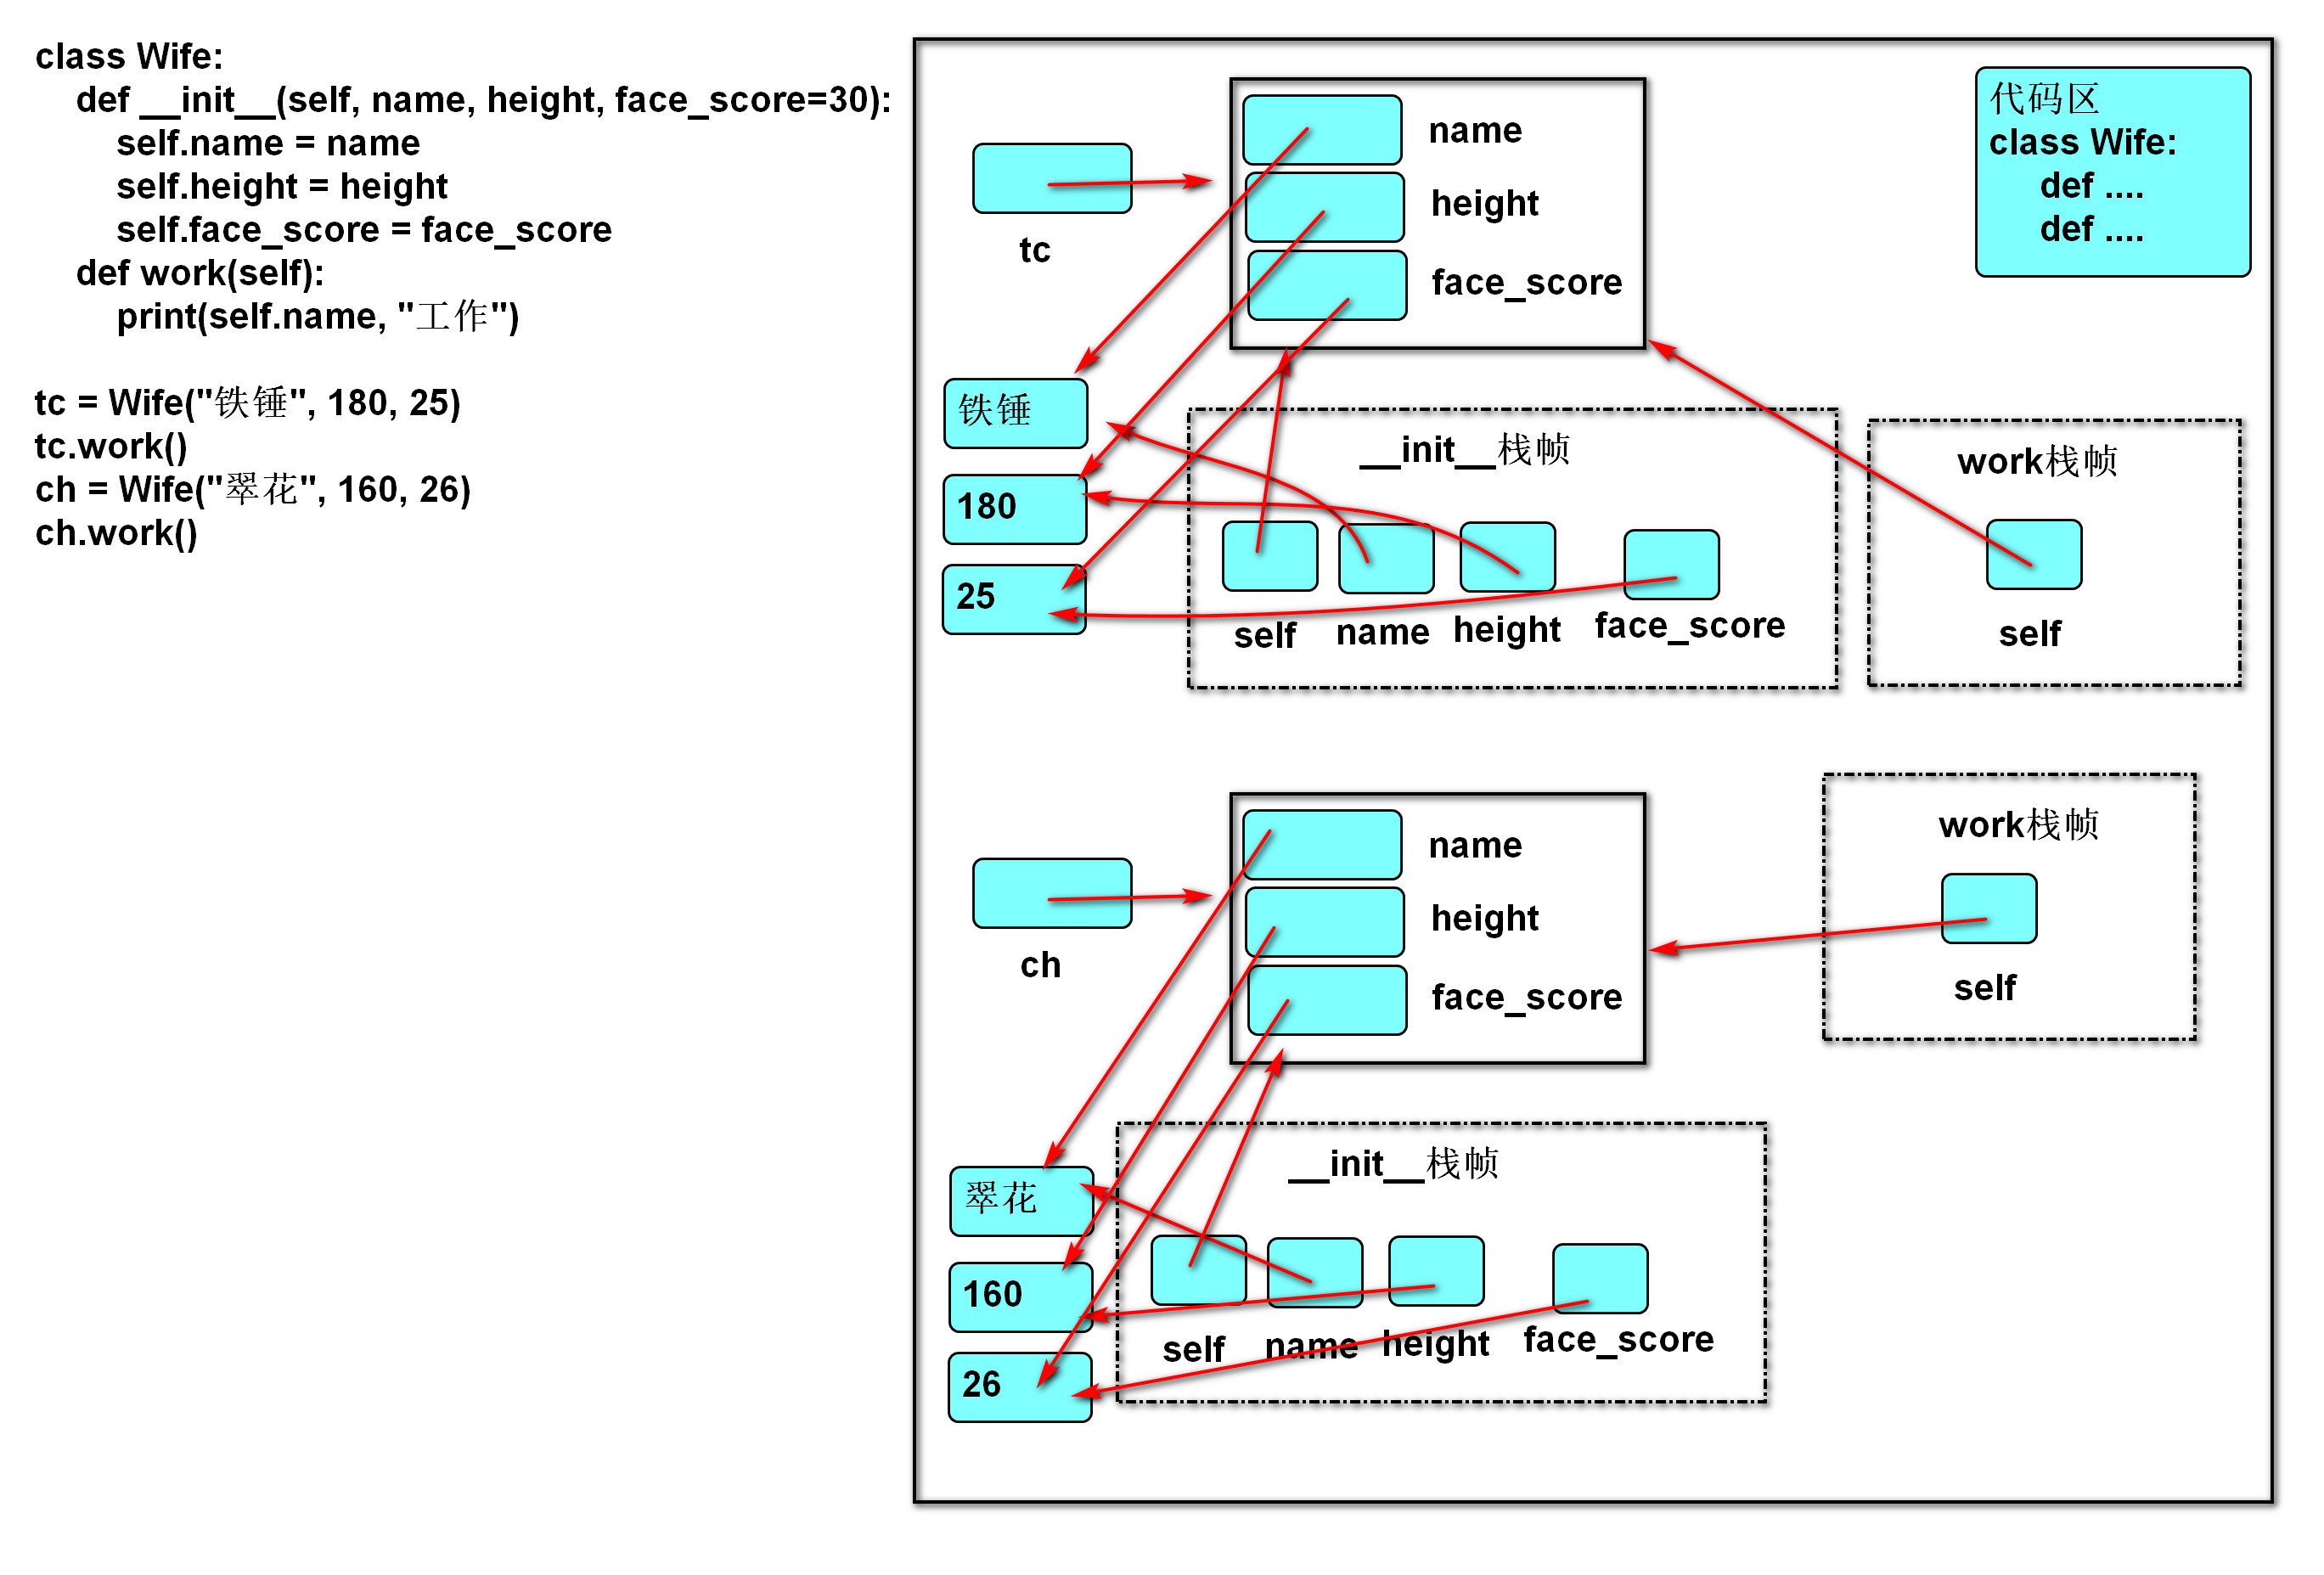 class Wife:
    def __init__(self, name, height, face_score=30):
        self.name = name
        self.height = height
        self.face_score = face_score
    def work(self):
        print(self.name, "工作")

tc = Wife("铁锤", 180, 25)
tc.work()
ch = Wife("翠花", 160, 26)
ch.work()
代码区
class Wife:
    def ....
    def ....
name
height
face_score
tc
铁锤
180
25
__init__栈帧
self
name
height
face_score
work栈帧
self
name
height
face_score
ch
work栈帧
self
翠花
160
26
__init__栈帧
self
name
height
face_score